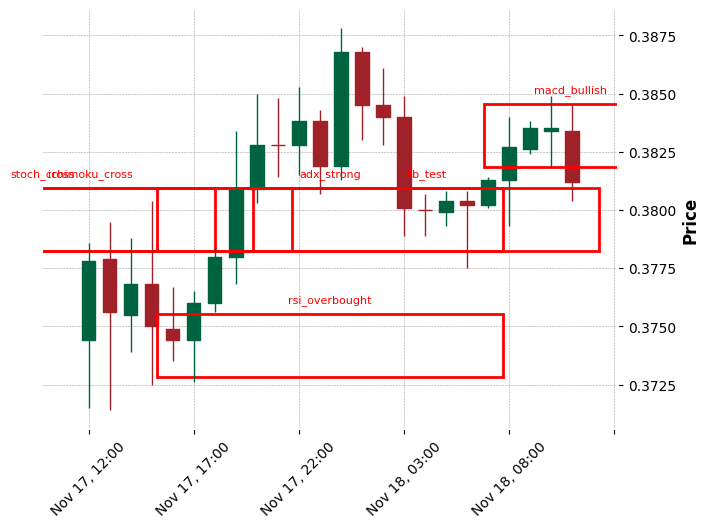 0.3875
macd_bullish
0.3850
0.3825
stoch_cross
ichimoku_cross
adx_strong
fib_test
0.3800
Price
0.3775
rsi_overbought
0.3750
0.3725
Nov 17, 12:00
Nov 17, 17:00
Nov 17, 22:00
Nov 18, 03:00
Nov 18, 08:00